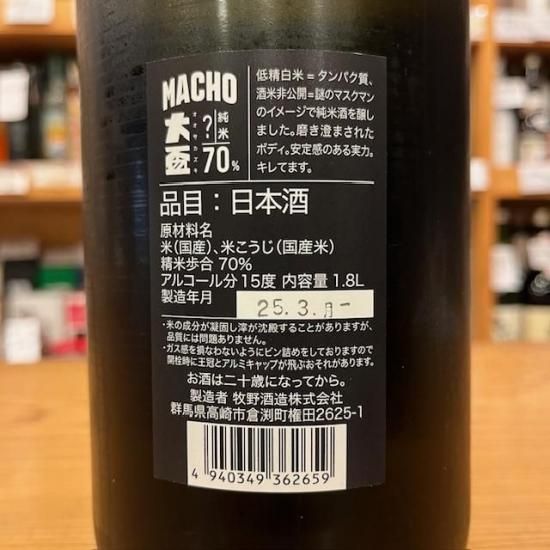 MACHO
大盃
オオサカズキ
?
純米
70%
低精白米=タンパク質、
酒米非公開=謎のマスクマン
のイメージで純米酒を醸し
ました。磨き澄まされた
ボディ。安定感のある実力。
キレてます。
品目：日本酒
原材料名
米(国産)、米こうじ(国産米)
精米歩合 70%
アルコール分 15度 内容量 1.8L
製造年月 25.3.月
・米の成分が凝固し滓が沈殿することがありますが、
品質には問題ありません。
・ガス感を損なわないようにビン詰めをしておりますので
開栓時に王冠とアルミキャップが飛ぶおそれがあります。
お酒は二十歳になってから。
製造者 牧野酒造株式会社
群馬県高崎市倉渕町権田2625-1
4 940349 362659